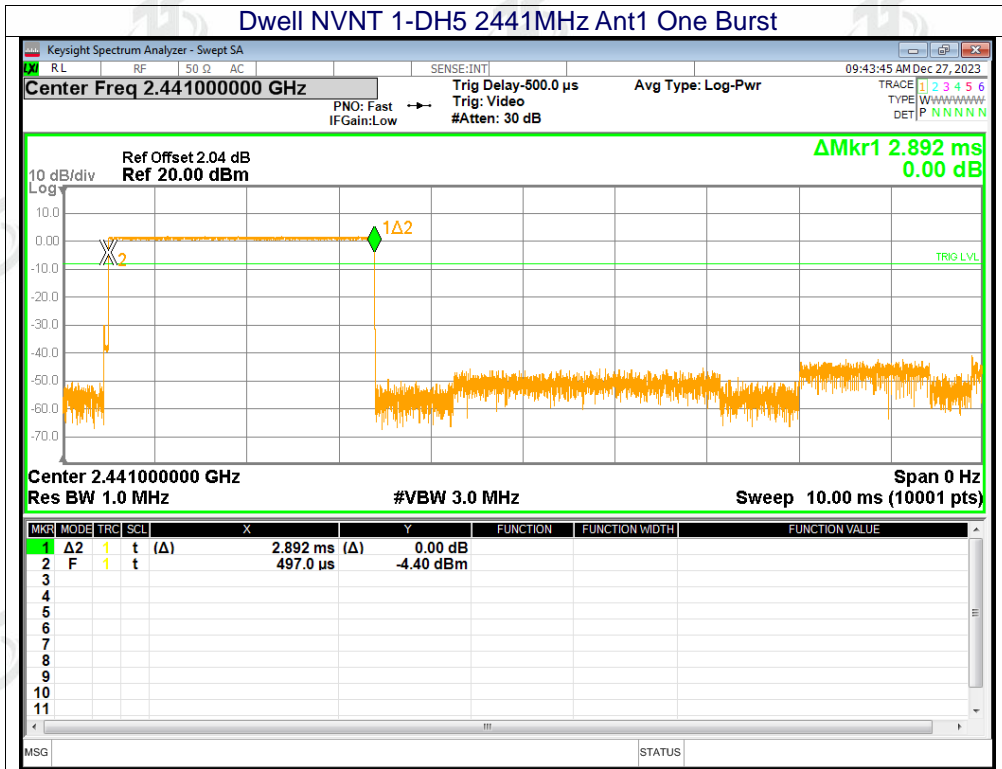 Dwell NVNT 1-DH5 2441MHz Ant1 One Burst
Keysight Spectrum Analyzer - Swept SA
LXI RL RF 50 Ω AC SENSE:INT 09:43:45 AM Dec 27, 2023
Center Freq 2.441000000 GHz
PNO: Fast
IFGain:Low
Trig Delay-500.0 µs
Trig: Video
#Atten: 30 dB
Avg Type: Log-Pwr
TRACE 1 2 3 4 5 6
TYPE WWWWWW
DET P N N N N N
ΔMkr1 2.892 ms
0.00 dB
Ref Offset 2.04 dB
10 dB/div Ref 20.00 dBm
Log
10.0
0.00
-10.0
-20.0
-30.0
-40.0
-50.0
-60.0
-70.0
1Δ2
2
TRIG LVL
Center 2.441000000 GHz Span 0 Hz
Res BW 1.0 MHz #VBW 3.0 MHz Sweep 10.00 ms (10001 pts)
MKR MODE TRC SCL X Y FUNCTION FUNCTION WIDTH FUNCTION VALUE
1 Δ2 1 t (Δ) 2.892 ms (Δ) 0.00 dB
2 F 1 t 497.0 µs -4.40 dBm
3
4
5
6
7
8
9
10
11
MSG STATUS